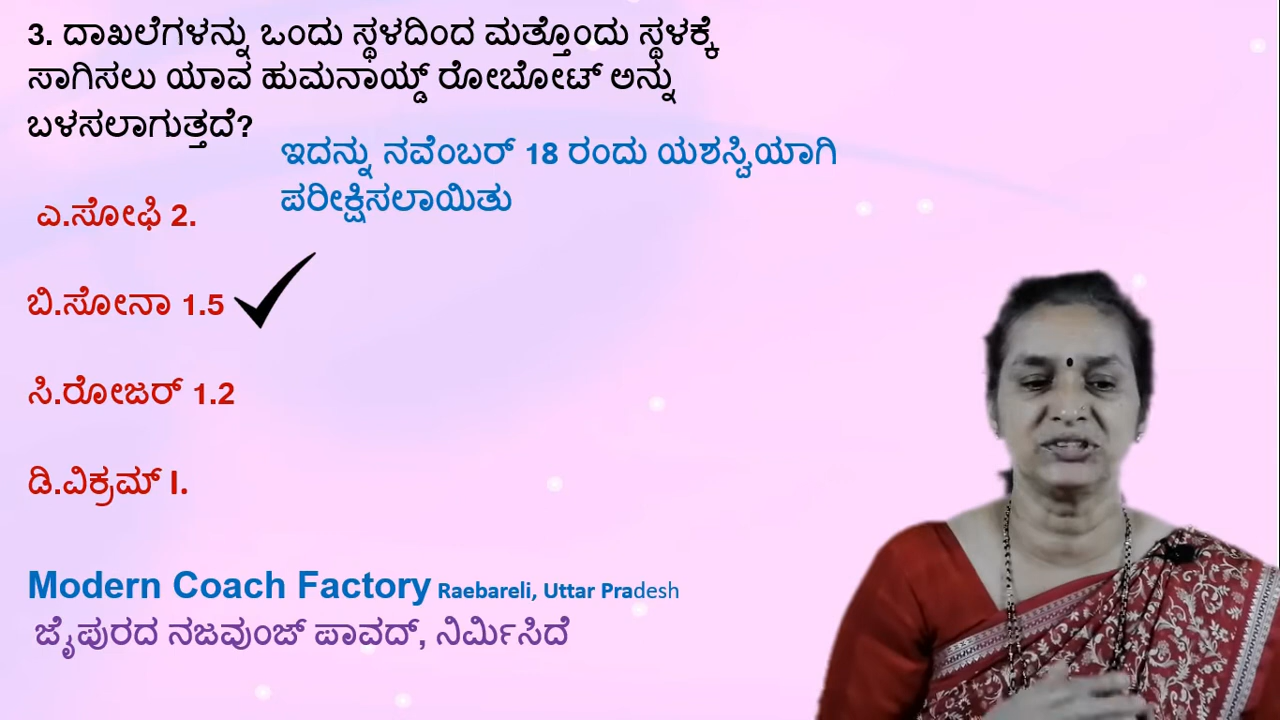 3. ದಾಖಲೆಗಳನ್ನು ಒಂದು ಸ್ಥಳದಿಂದ ಮತ್ತೊಂದು ಸ್ಥಳಕ್ಕೆ
ಸಾಗಿಸಲು ಯಾವ ಹುಮನಾಯ್ಡ್ ರೋಬೋಟ್ ಅನ್ನು
ಬಳಸಲಾಗುತ್ತದೆ?
ಇದನ್ನು ನವೆಂಬರ್ 18 ರಂದು ಯಶಸ್ವಿಯಾಗಿ
ಪರೀಕ್ಷಿಸಲಾಯಿತು
ಎ.ಸೋಫಿ 2.
ಬಿ.ಸೋನಾ 1.5
ಸಿ.ರೋಜರ್ 1.2
ಡಿ.ವಿಕ್ರಮ್ I.
Modern Coach Factory Raebareli, Uttar Pradesh
ಜೈಪುರದ ನಜವುಂಜ್ ಪಾವದ್, ನಿರ್ಮಿಸಿದೆ